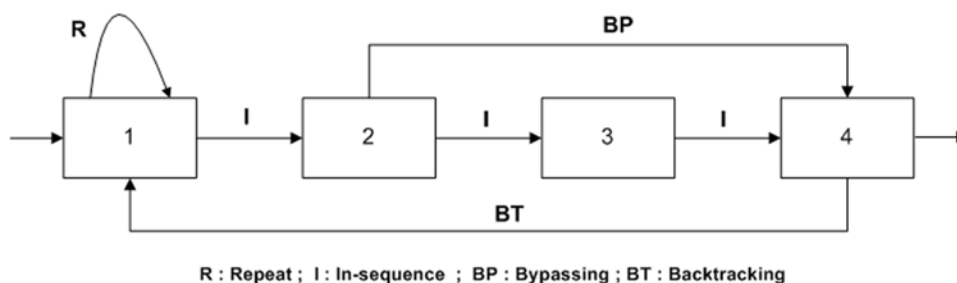 R
BP
1
I
2
I
3
I
4
BT
R : Repeat ; I : In-sequence ; BP : Bypassing ; BT : Backtracking